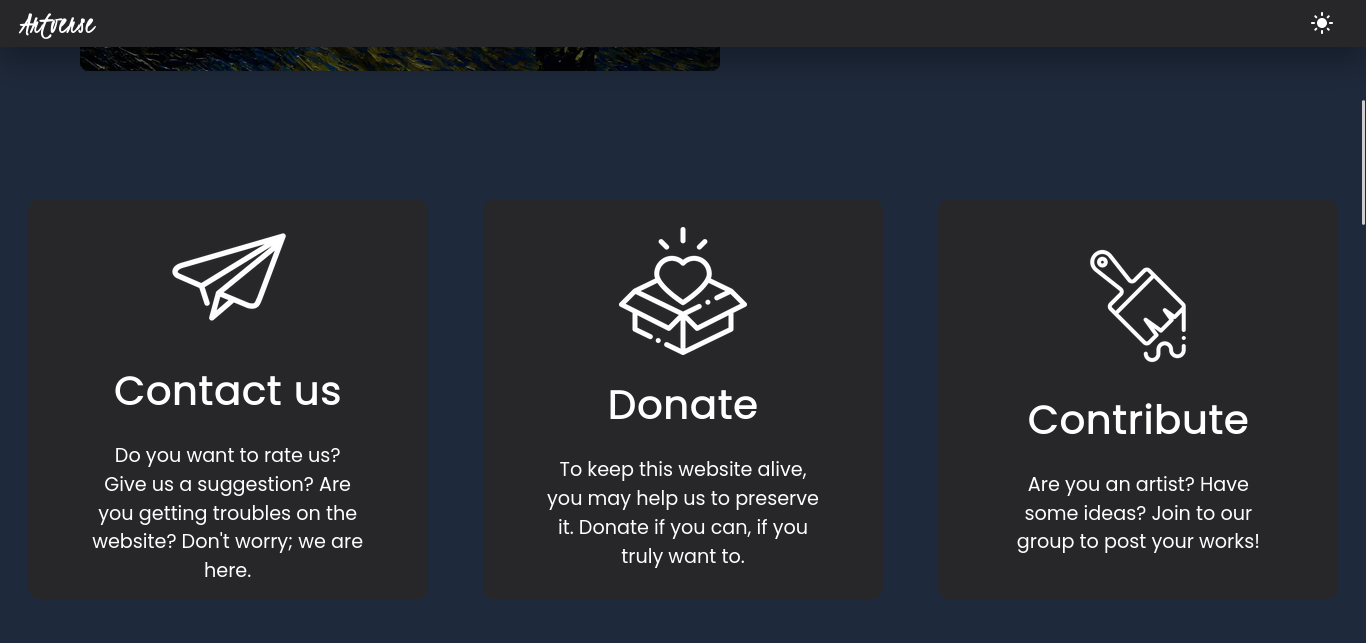 Artverse
Contact us
Do you want to rate us?
Give us a suggestion? Are
you getting troubles on the
website? Don't worry; we are
here.
Donate
To keep this website alive,
you may help us to preserve
it. Donate if you can, if you
truly want to.
Contribute
Are you an artist? Have
some ideas? Join to our
group to post your works!